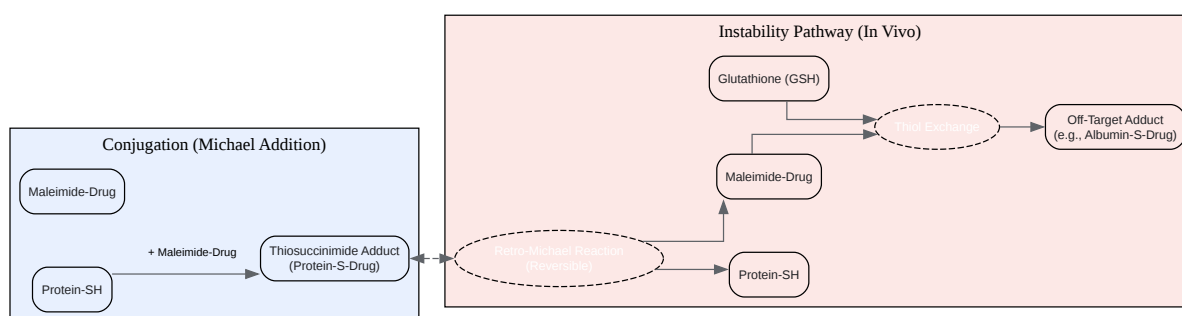 Instability Pathway (In Vivo)
Glutathione (GSH)
Thiol Exchange
Off-Target Adduct
(e.g., Albumin-S-Drug)
Conjugation (Michael Addition)
Maleimide-Drug
Maleimide-Drug
+ Maleimide-Drug
Thiosuccinimide Adduct
(Protein-S-Drug)
Retro-Michael Reaction
(Reversible)
Protein-SH
Protein-SH